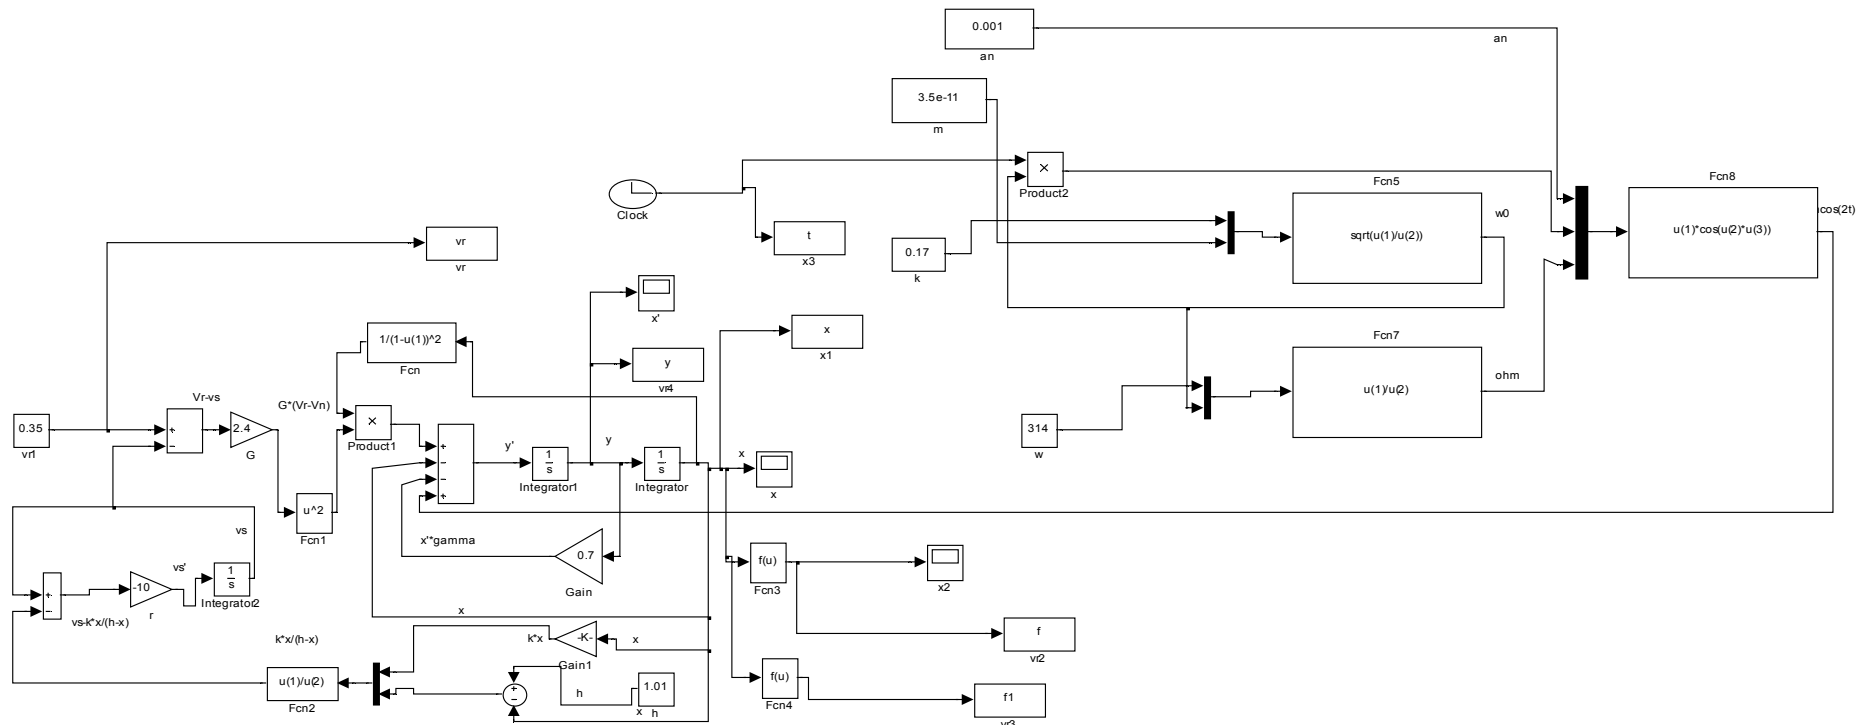 0.001
an
an
3.5e-11
m
×
Product2
Clock
t
x3
0.17
k
Fcn5
sqrt(u(1)/u(2))
w0
Fcn8
u(1)*cos(u(2)*u(3))
cos(2t)
Fcn7
u(1)/u(2)
ohm
314
w
vr
vr
x'
1/(1-u(1))^2
Fcn
y
vr4
x
x1
0.35
vr1
Vr-vs
+
−
2.4
G
G*(Vr-Vn)
×
Product1
u^2
Fcn1
+
−
−
+
y'
1
s
Integrator1
y
1
s
Integrator
x
x
x'*gamma
0.7
Gain
vs
+
−
-10
r
vs'
1
s
Integrator2
vs-k*x/(h-x)
k*x/(h-x)
u(1)/u(2)
Fcn2
x
k*x
-K-
Gain1
x
+
−
h
1.01
h
x
f(u)
Fcn3
x2
f
vr2
f(u)
Fcn4
f1
vr3